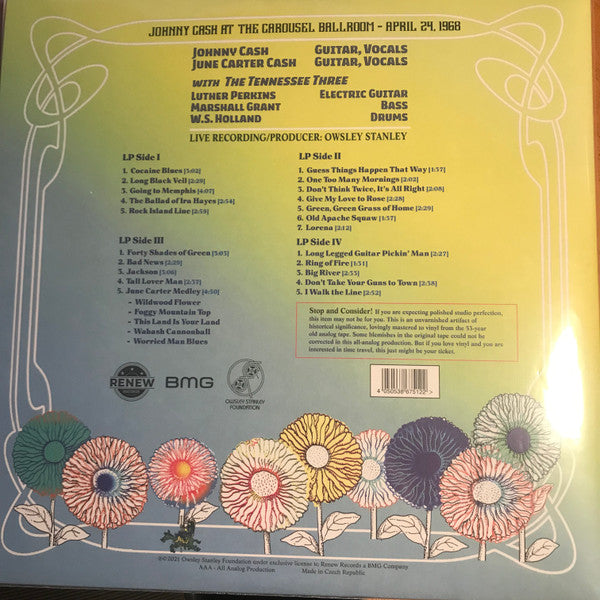 JOHNNY CASH AT THE CAROUSEL BALLROOM – APRIL 24, 1968
JOHNNY CASH GUITAR, VOCALS
JUNE CARTER CASH GUITAR, VOCALS
WITH THE TENNESSEE THREE
LUTHER PERKINS ELECTRIC GUITAR
MARSHALL GRANT BASS
W.S. HOLLAND DRUMS
LIVE RECORDING/PRODUCER: OWSLEY STANLEY
LP Side I
1. Cocaine Blues [3:02]
2. Long Black Veil [2:29]
3. Going to Memphis [4:07]
4. The Ballad of Ira Hayes [2:54]
5. Rock Island Line [2:59]
LP Side II
1. Guess Things Happen That Way [1:57]
2. One Too Many Mornings [2:02]
3. Don't Think Twice, It's All Right [2:08]
4. Give My Love to Rose [2:28]
5. Green, Green Grass of Home [2:29]
6. Old Apache Squaw [1:37]
7. Lorena [2:12]
LP Side III
1. Forty Shades of Green [3:03]
2. Bad News [2:29]
3. Jackson [3:06]
4. Tall Lover Man [2:37]
5. June Carter Medley [4:50]
- Wildwood Flower
- Foggy Mountain Top
- This Land Is Your Land
- Wabash Cannonball
- Worried Man Blues
LP Side IV
1. Long Legged Guitar Pickin' Man [2:27]
2. Ring of Fire [1:51]
3. Big River [2:33]
4. Don't Take Your Guns to Town [2:38]
5. I Walk the Line [2:52]
Stop and Consider! If you are expecting polished studio perfection,
this item may not be for you. This is an unvarnished artifact of
historical significance, lovingly mastered to vinyl from the 53-year
old analog tape. Some blemishes in the original tape could not be
corrected in this all-analog production. But if you love vinyl and you are
interested in time travel, this just might be your ticket.
RENEW
BMG
OWSLEY STANLEY
FOUNDATION
4 050538 675122 >
©2021 Owsley Stanley Foundation under exclusive license to Renew Records a BMG Company
AAA - All Analog Production Made in Czech Republic